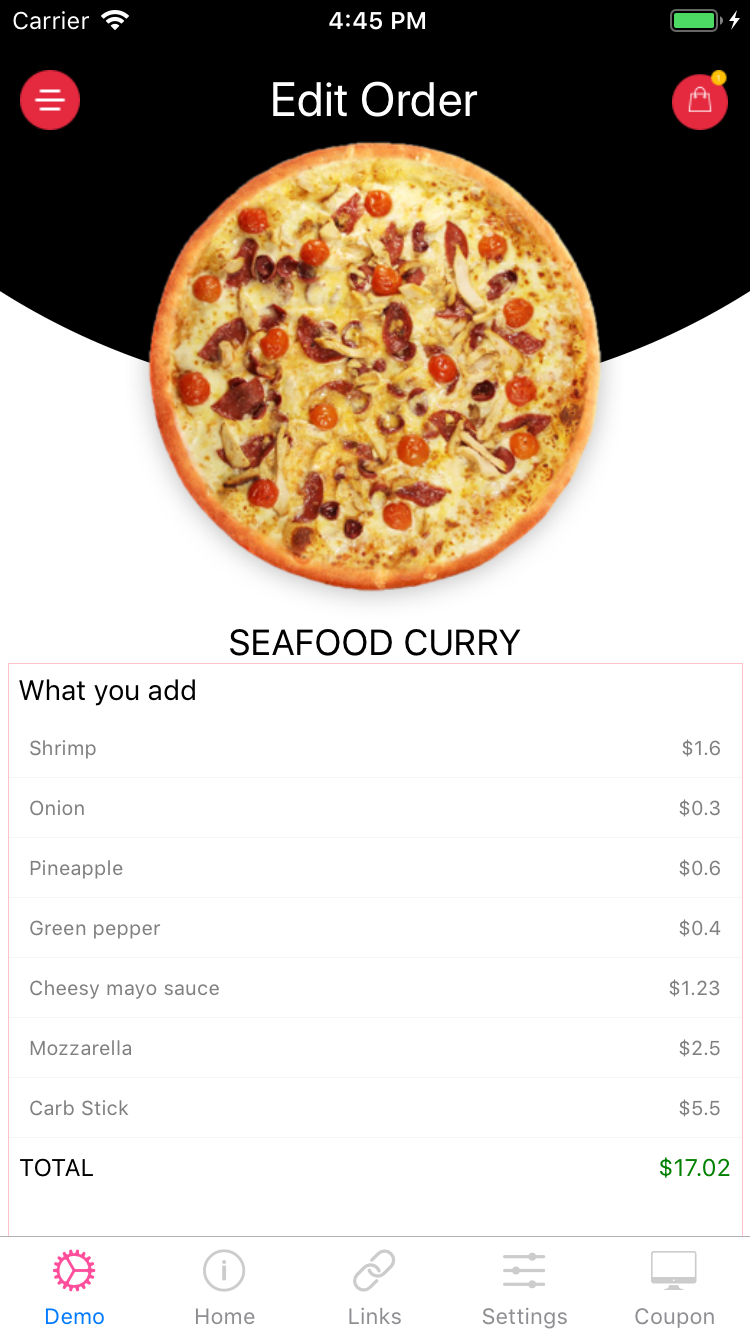 Carrier 4:45 PM
Edit Order
1
SEAFOOD CURRY
What you add
Shrimp $1.6
Onion $0.3
Pineapple $0.6
Green pepper $0.4
Cheesy mayo sauce $1.23
Mozzarella $2.5
Carb Stick $5.5
TOTAL $17.02
Demo Home Links Settings Coupon